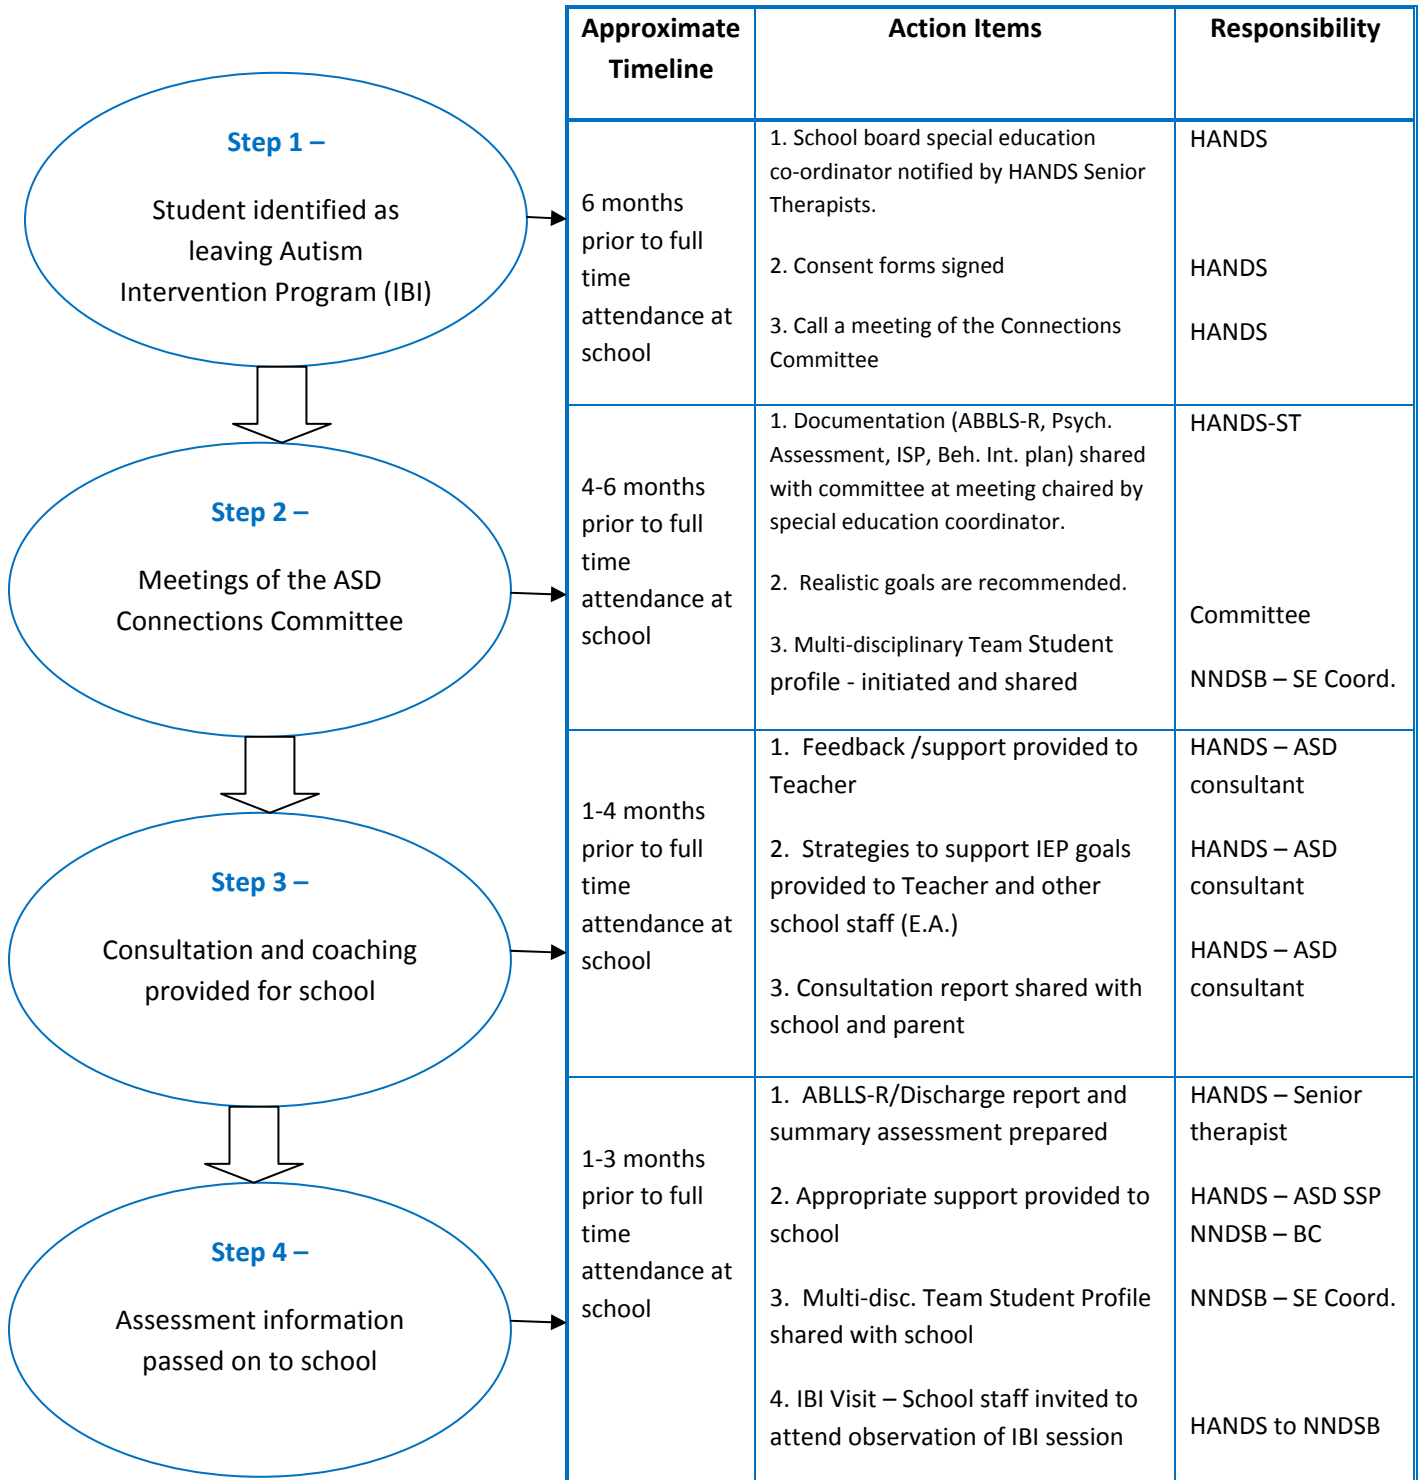 Approximate
Timeline
Action Items
Responsibility
Step 1 –
Student identified as
leaving Autism
Intervention Program (IBI)
6 months
prior to full
time
attendance at
school
1. School board special education
co-ordinator notified by HANDS Senior
Therapists.
HANDS
2. Consent forms signed
HANDS
3. Call a meeting of the Connections
Committee
HANDS
Step 2 –
Meetings of the ASD
Connections Committee
4-6 months
prior to full
time
attendance at
school
1. Documentation (ABBLS-R, Psych.
Assessment, ISP, Beh. Int. plan) shared
with committee at meeting chaired by
special education coordinator.
HANDS-ST
2. Realistic goals are recommended.
Committee
3. Multi-disciplinary Team Student
profile - initiated and shared
NNDSB – SE Coord.
Step 3 –
Consultation and coaching
provided for school
1-4 months
prior to full
time
attendance at
school
1. Feedback /support provided to
Teacher
HANDS – ASD
consultant
2. Strategies to support IEP goals
provided to Teacher and other
school staff (E.A.)
HANDS – ASD
consultant
3. Consultation report shared with
school and parent
HANDS – ASD
consultant
Step 4 –
Assessment information
passed on to school
1-3 months
prior to full
time
attendance at
school
1. ABLLS-R/Discharge report and
summary assessment prepared
HANDS – Senior
therapist
2. Appropriate support provided to
school
HANDS – ASD SSP
NNDSB – BC
3. Multi-disc. Team Student Profile
shared with school
NNDSB – SE Coord.
4. IBI Visit – School staff invited to
attend observation of IBI session
HANDS to NNDSB